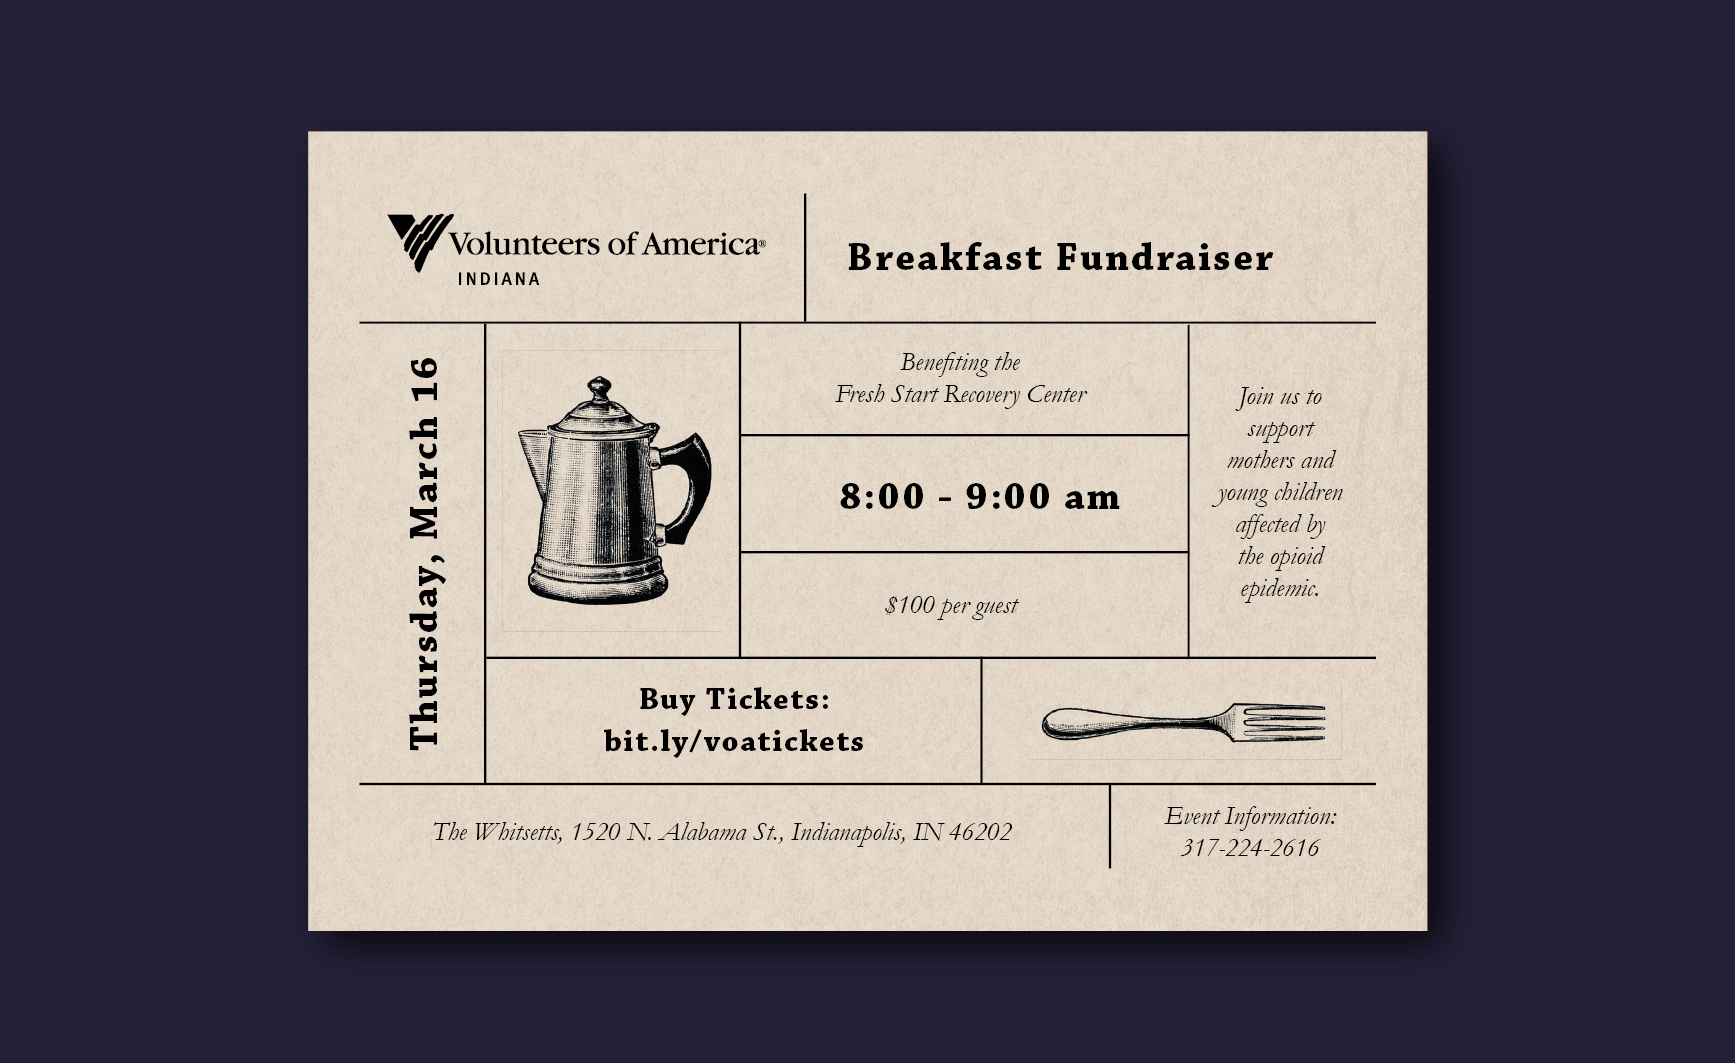 Volunteers of America®
INDIANA
Breakfast Fundraiser
Thursday, March 16
Benefiting the
Fresh Start Recovery Center
8:00 - 9:00 am
$100 per guest
Join us to
support
mothers and
young children
affected by
the opioid
epidemic.
Buy Tickets:
bit.ly/voatickets
The Whitsetts, 1520 N. Alabama St., Indianapolis, IN 46202
Event Information:
317-224-2616